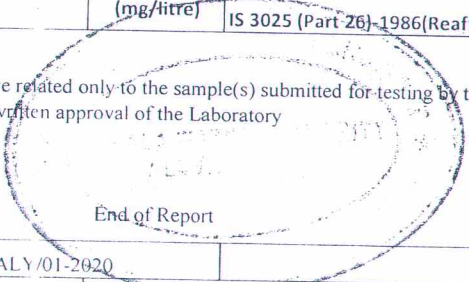 (mg/litre)
IS 3025 (Part 26)-1986(Reaf
e related only to the sample(s) submitted for testing by t
written approval of the Laboratory
End of Report
ALY/01-2020